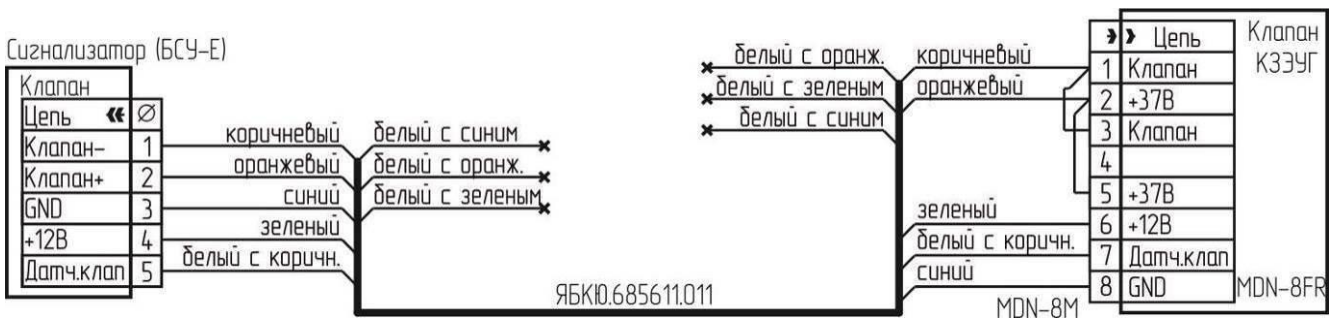 Сигнализатор (БСУ-Е)
Клапан
Цепь ⌀
Клапан- 1
Клапан+ 2
GND 3
+12В 4
Датч.клап 5
коричневый
оранжевый
синий
зеленый
белый с коричн.
белый с синим
белый с оранж.
белый с зеленым
ЯБКЮ.685611.011
белый с оранж.
белый с зеленым
белый с синим
коричневый
оранжевый
зеленый
белый с коричн.
синий
MDN-8M
Цепь
1 Клапан
2 +37В
3 Клапан
4
5 +37В
6 +12В
7 Датч.клап
8 GND
Клапан
КЗЭУГ
MDN-8FR